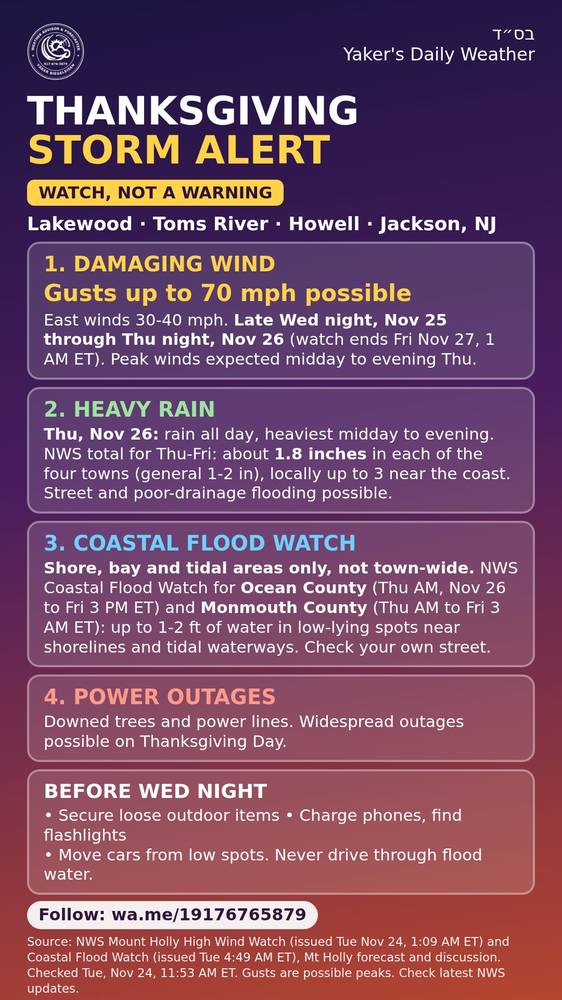 בס״ד
Yaker's Daily Weather
THANKSGIVING
STORM ALERT
WATCH, NOT A WARNING
Lakewood · Toms River · Howell · Jackson, NJ
1. DAMAGING WIND
Gusts up to 70 mph possible
East winds 30-40 mph. Late Wed night, Nov 25
through Thu night, Nov 26 (watch ends Fri Nov 27, 1
AM ET). Peak winds expected midday to evening Thu.
2. HEAVY RAIN
Thu, Nov 26: rain all day, heaviest midday to evening.
NWS total for Thu-Fri: about 1.8 inches in each of the
four towns (general 1-2 in), locally up to 3 near the coast.
Street and poor-drainage flooding possible.
3. COASTAL FLOOD WATCH
Shore, bay and tidal areas only, not town-wide. NWS
Coastal Flood Watch for Ocean County (Thu AM, Nov 26
to Fri 3 PM ET) and Monmouth County (Thu AM to Fri 3
AM ET): up to 1-2 ft of water in low-lying spots near
shorelines and tidal waterways. Check your own street.
4. POWER OUTAGES
Downed trees and power lines. Widespread outages
possible on Thanksgiving Day.
BEFORE WED NIGHT
• Secure loose outdoor items • Charge phones, find
flashlights
• Move cars from low spots. Never drive through flood
water.
Follow: wa.me/19176765879
Source: NWS Mount Holly High Wind Watch (issued Tue Nov 24, 1:09 AM ET) and
Coastal Flood Watch (issued Tue 4:49 AM ET), Mt Holly forecast and discussion.
Checked Tue, Nov 24, 11:53 AM ET. Gusts are possible peaks. Check latest NWS
updates.